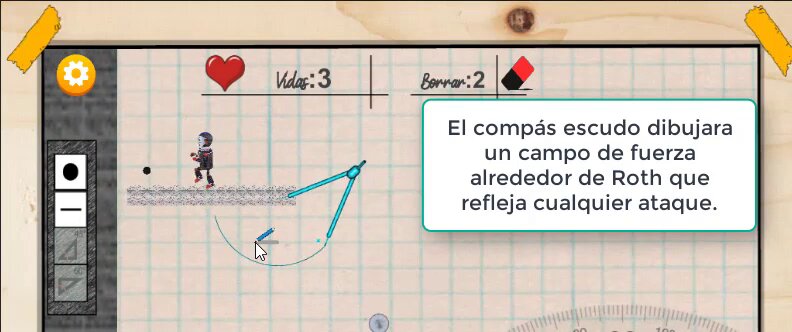 Vidas:3
Borrar:2
El compás escudo dibujara
un campo de fuerza
alrededor de Roth que
refleja cualquier ataque.